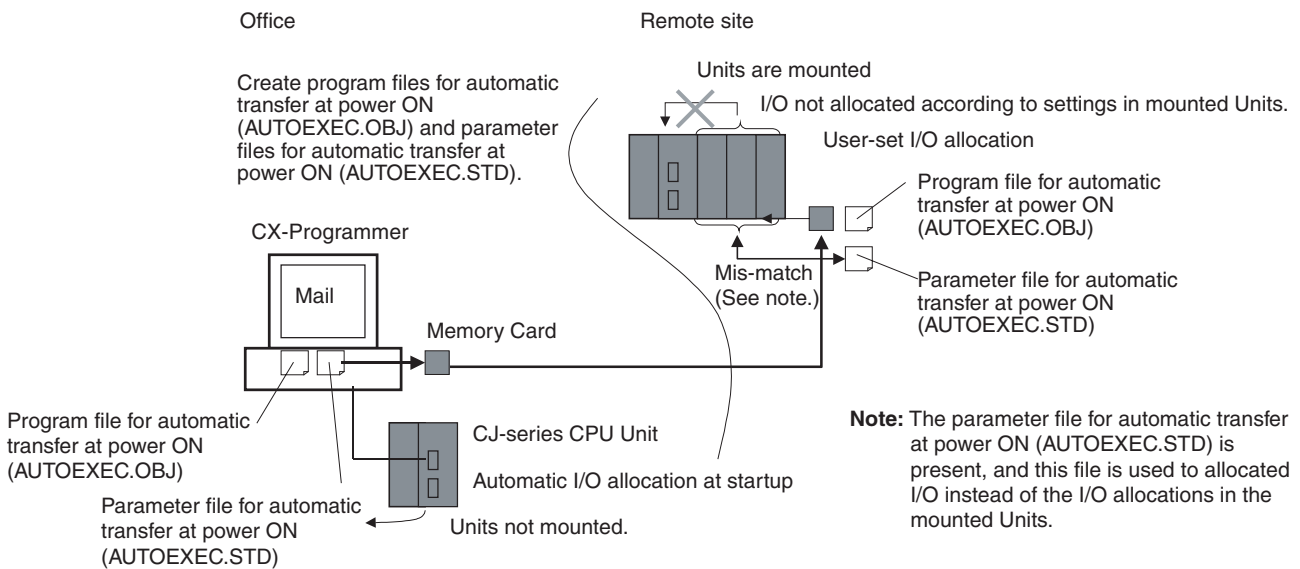 Office
Remote site
Units are mounted
Create program files for automatic
transfer at power ON
(AUTOEXEC.OBJ) and parameter
files for automatic transfer at
power ON (AUTOEXEC.STD).
I/O not allocated according to settings in mounted Units.
User-set I/O allocation
Program file for automatic
transfer at power ON
(AUTOEXEC.OBJ)
CX-Programmer
Mail
Mis-match
(See note.)
Parameter file for automatic
transfer at power ON
(AUTOEXEC.STD)
Memory Card
Program file for automatic
transfer at power ON
(AUTOEXEC.OBJ)
CJ-series CPU Unit
Automatic I/O allocation at startup
Parameter file for automatic
transfer at power ON
(AUTOEXEC.STD)
Units not mounted.
Note: The parameter file for automatic transfer
at power ON (AUTOEXEC.STD) is
present, and this file is used to allocated
I/O instead of the I/O allocations in the
mounted Units.